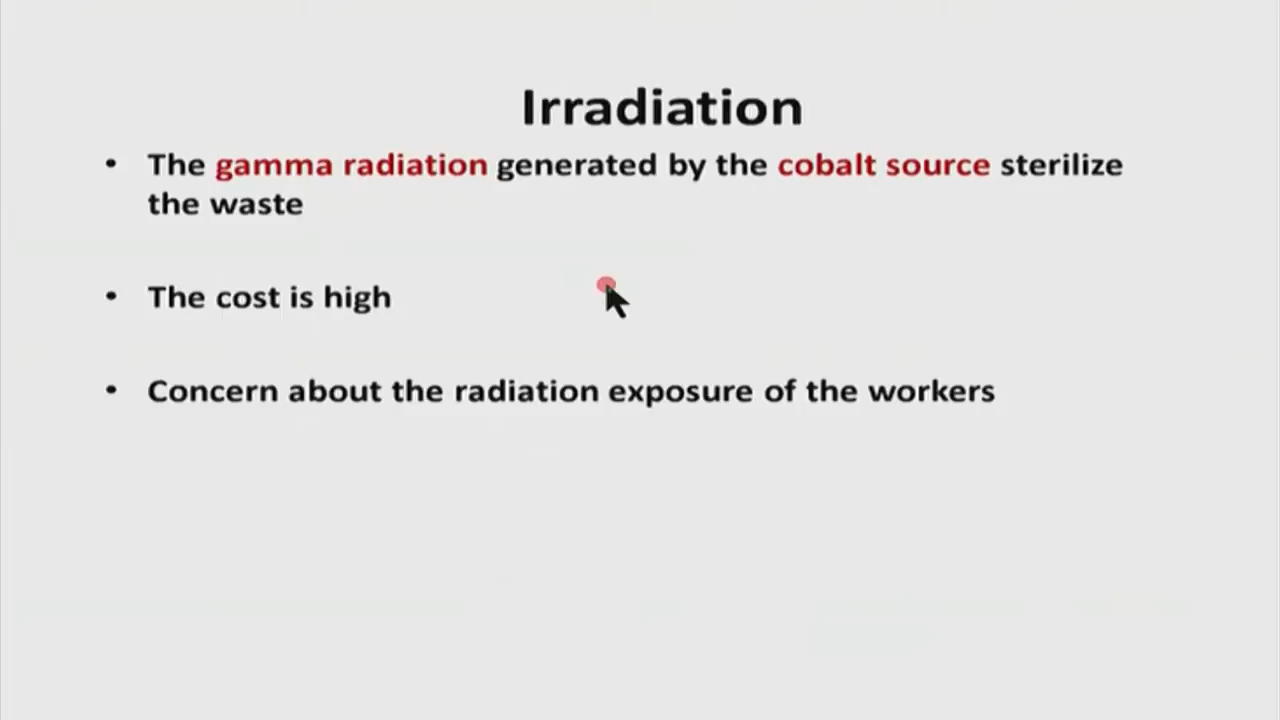 Irradiation
• The gamma radiation generated by the cobalt source sterilize
the waste
• The cost is high
• Concern about the radiation exposure of the workers